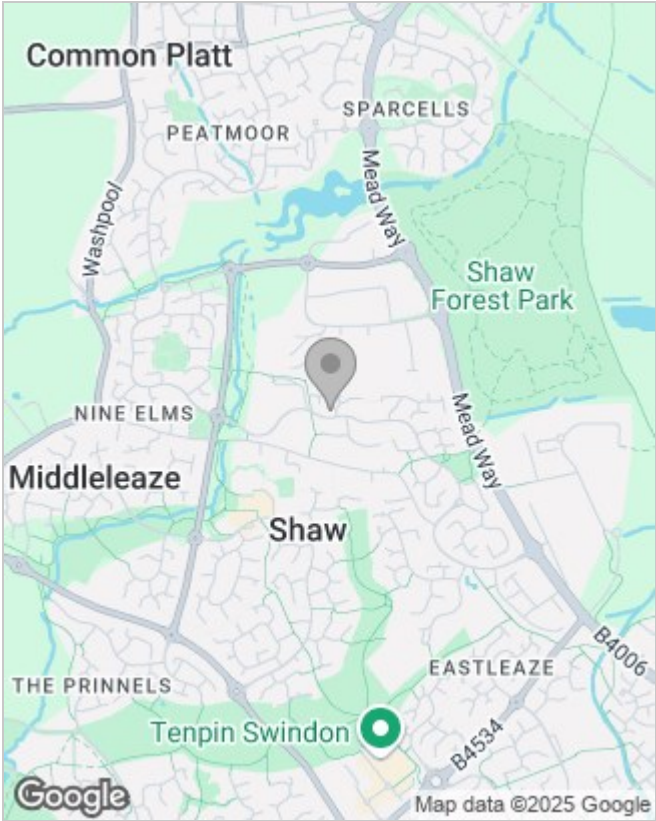 Common Platt
SPARCELLS
PEATMOOR
Mead Way
Washpool
Shaw
Forest Park
NINE ELMS
Mead Way
Middleleaze
Shaw
B4006
EASTLEAZE
THE PRINNELS
Tenpin Swindon
B4534
Google
Map data ©2025 Google